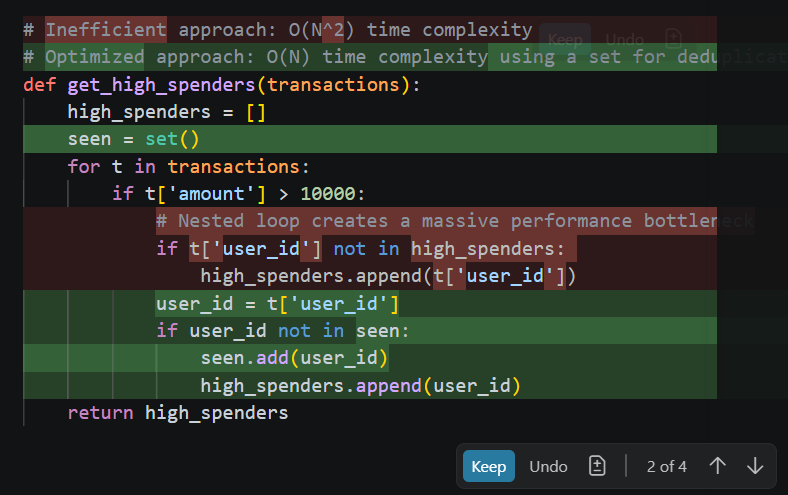 # Inefficient approach: O(N^2) time complexity
Keep Undo
# Optimized approach: O(N) time complexity using a set for deduplicat
def get_high_spenders(transactions):
    high_spenders = []
    seen = set()
    for t in transactions:
        if t['amount'] > 10000:
            # Nested loop creates a massive performance bottleneck
            if t['user_id'] not in high_spenders:
                high_spenders.append(t['user_id'])
            user_id = t['user_id']
            if user_id not in seen:
                seen.add(user_id)
                high_spenders.append(user_id)
    return high_spenders
Keep Undo 2 of 4